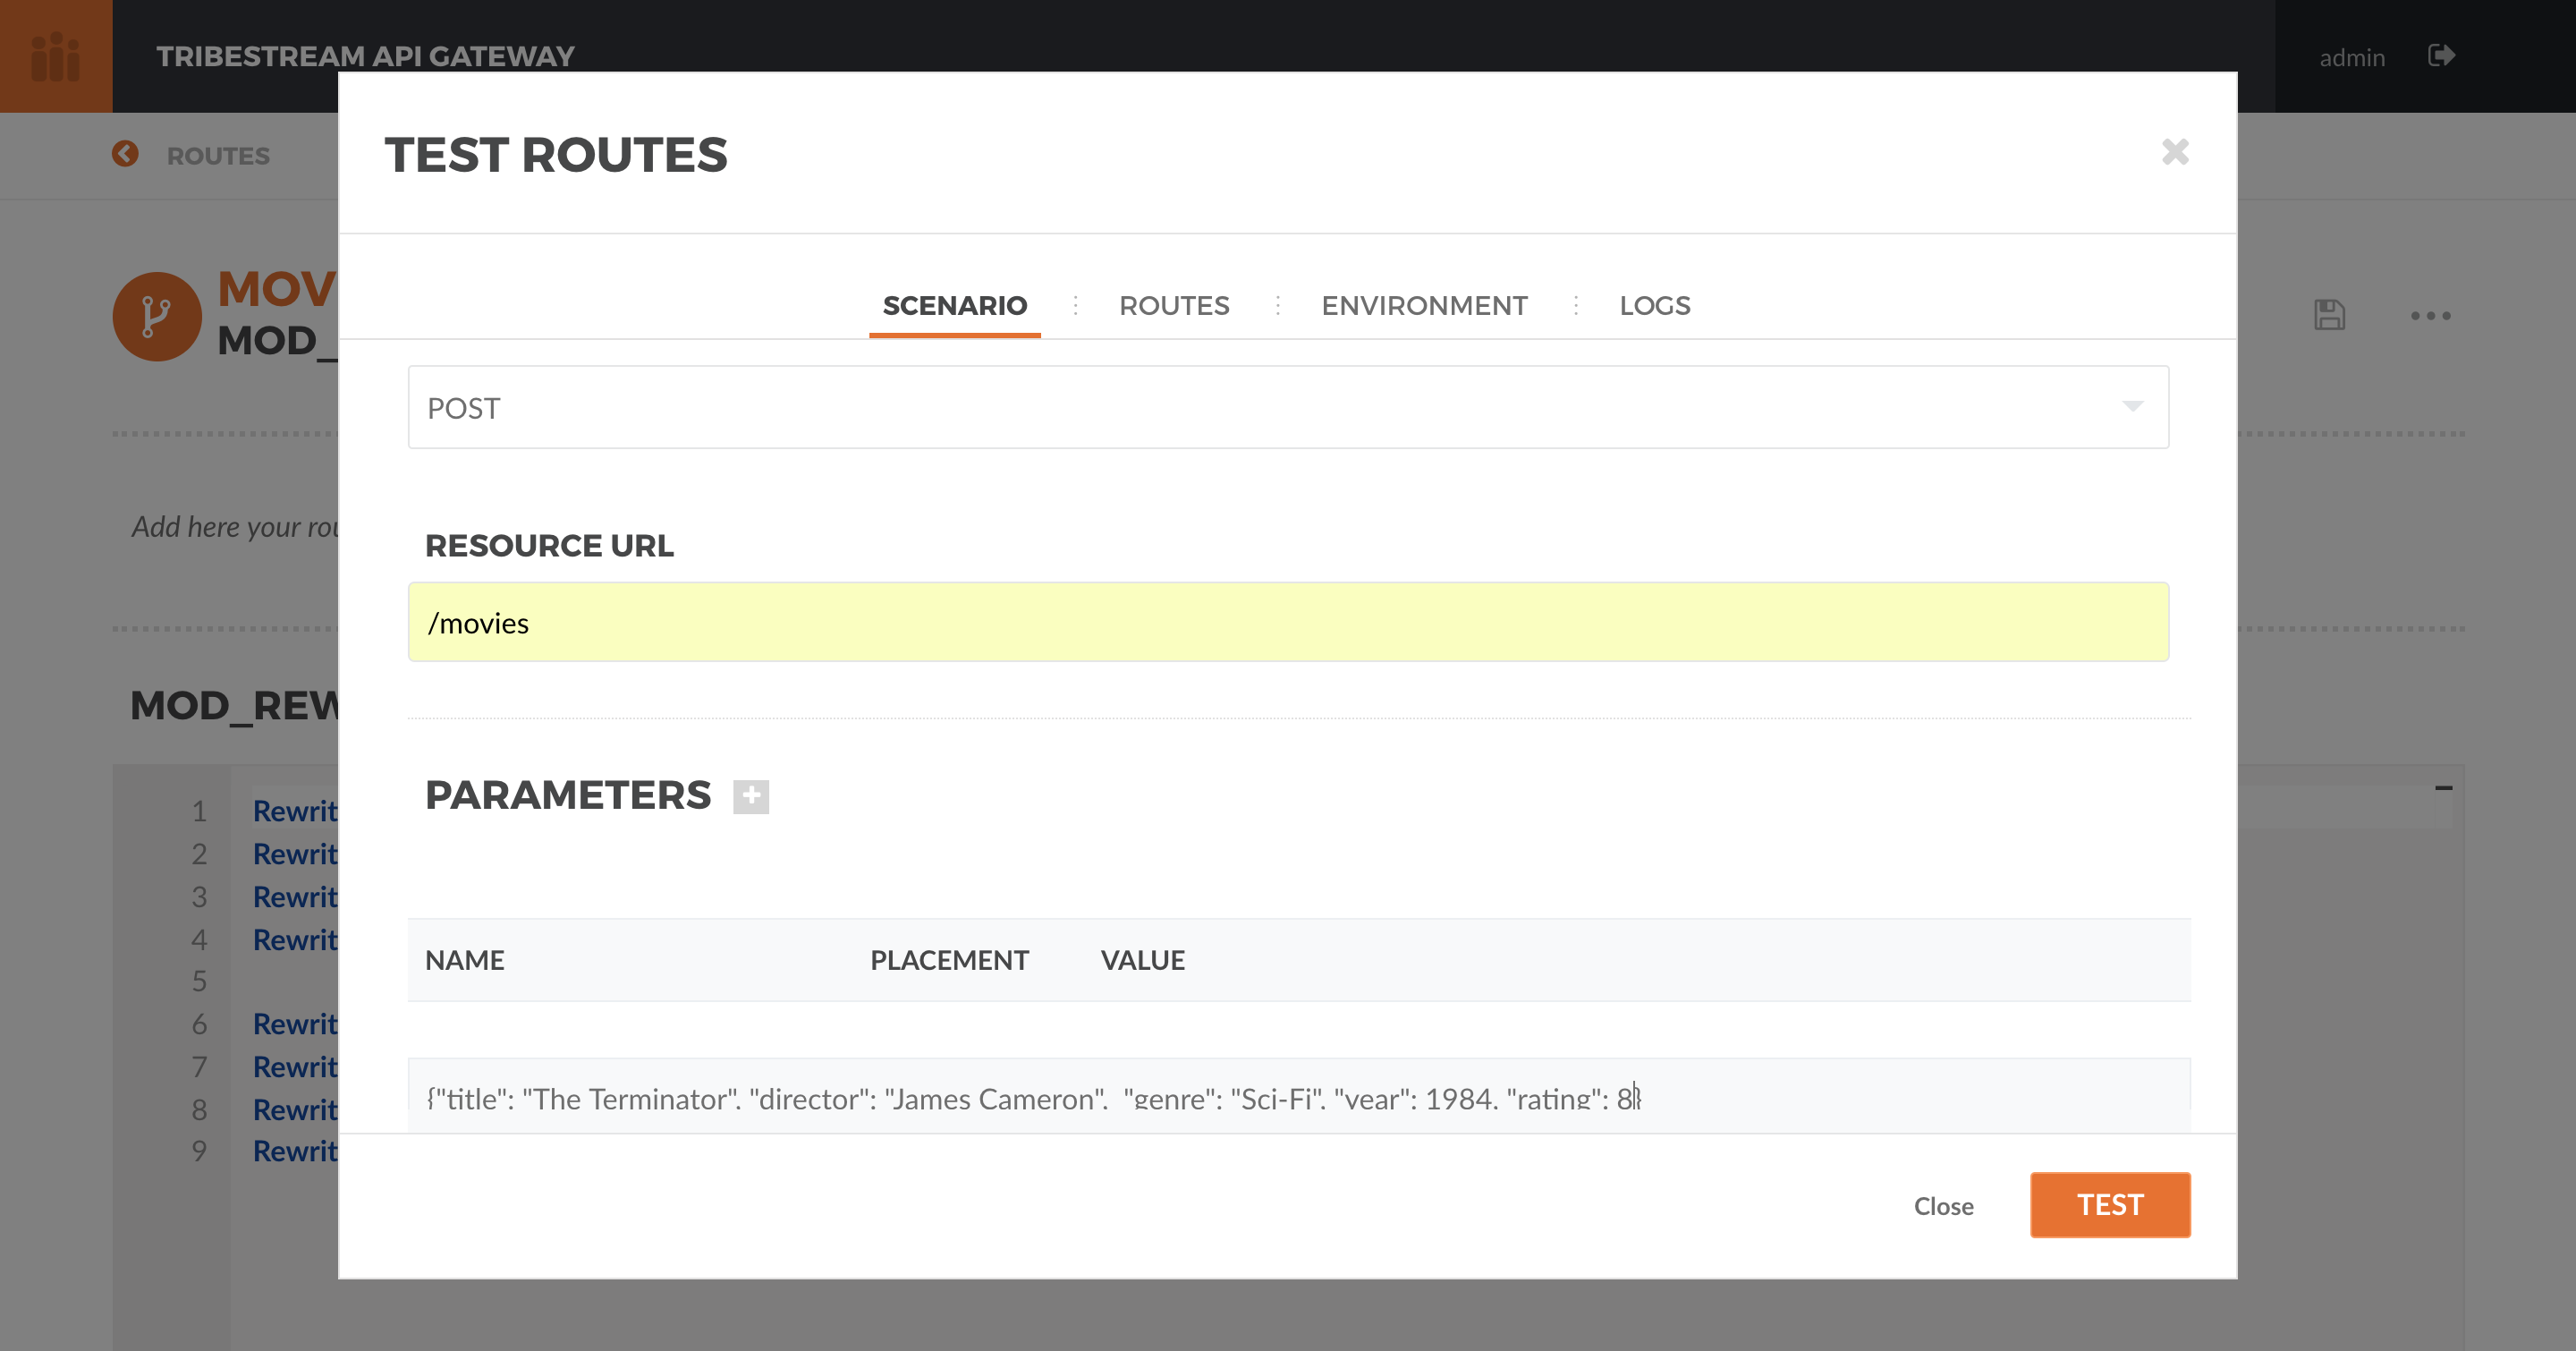 TRIBESTREAM API GATEWAY
admin
ROUTES
TEST ROUTES
MOV
MOD_
SCENARIO ROUTES ENVIRONMENT LOGS
POST
Add here your rou
RESOURCE URL
/movies
MOD_REW
PARAMETERS
1 Rewrit
2 Rewrit
3 Rewrit
4 Rewrit
5
6 Rewrit
7 Rewrit
8 Rewrit
9 Rewrit
NAME PLACEMENT VALUE
{"title": "The Terminator", "director": "James Cameron",  "genre": "Sci-Fi", "year": 1984, "rating": 8}
Close TEST